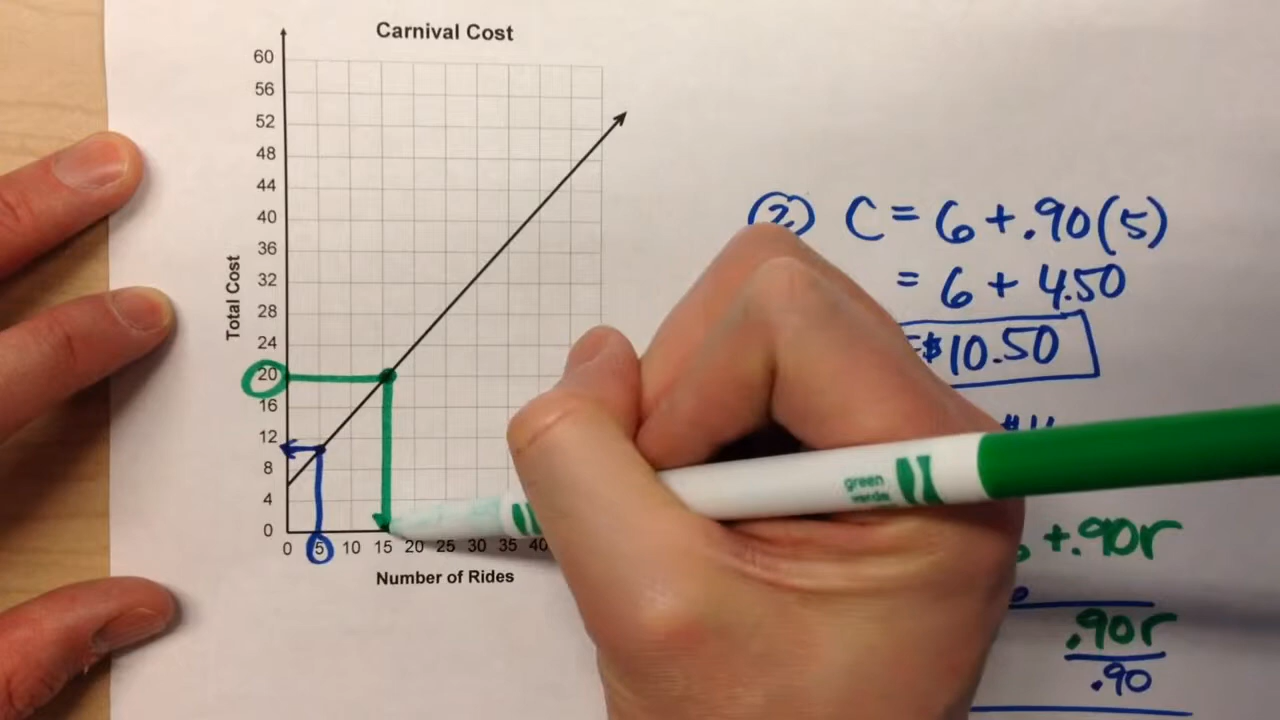 Carnival Cost
60
56
52
48
44
40
36
32
28
24
20
16
12
8
4
0
Total Cost
0 5 10 15 20 25 30 35 40
Number of Rides
② C = 6 + .90(5)
= 6 + 4.50
=$10.50
+.90r
.90r
.90
green
verde